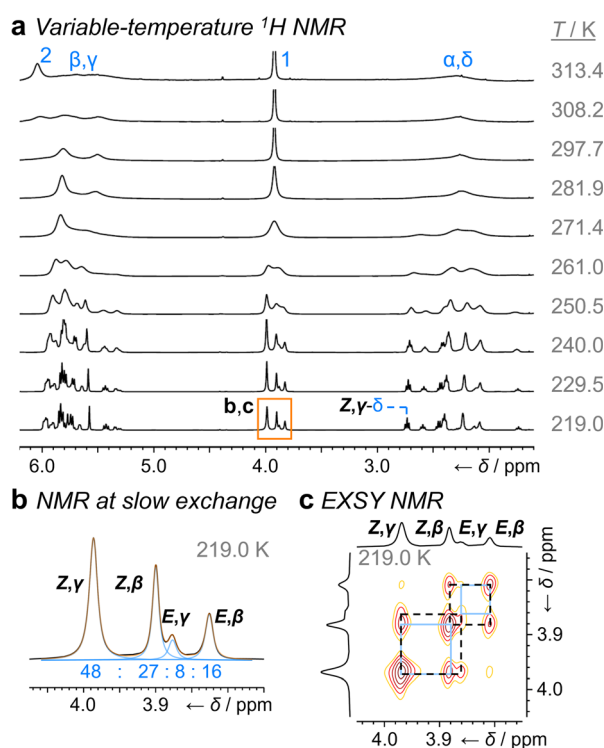 a Variable-temperature ¹H NMR
T / K
2 β,γ 1 α,δ 313.4
308.2
297.7
281.9
271.4
261.0
250.5
240.0
229.5
b,c Z,γ-δ 219.0
6.0 5.0 4.0 3.0 ← δ / ppm
b NMR at slow exchange
219.0 K
Z,γ Z,β E,γ E,β
48 : 27 : 8 : 16
4.0 3.9 ← δ / ppm
c EXSY NMR
Z,γ Z,β E,γ E,β
219.0 K
← δ / ppm
3.9
4.0
4.0 3.9 ← δ / ppm